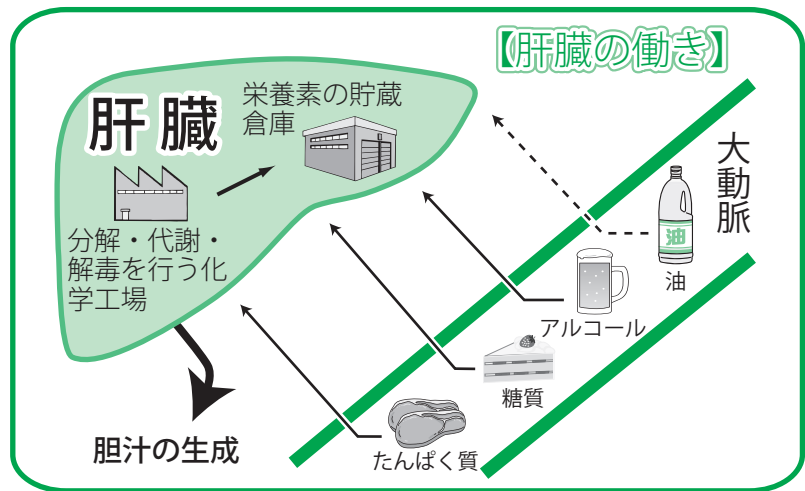 【肝臓の働き】
肝臓
栄養素の貯蔵
倉庫
分解・代謝・
解毒を行う化
学工場
胆汁の生成
大動脈
油
油
アルコール
糖質
たんぱく質